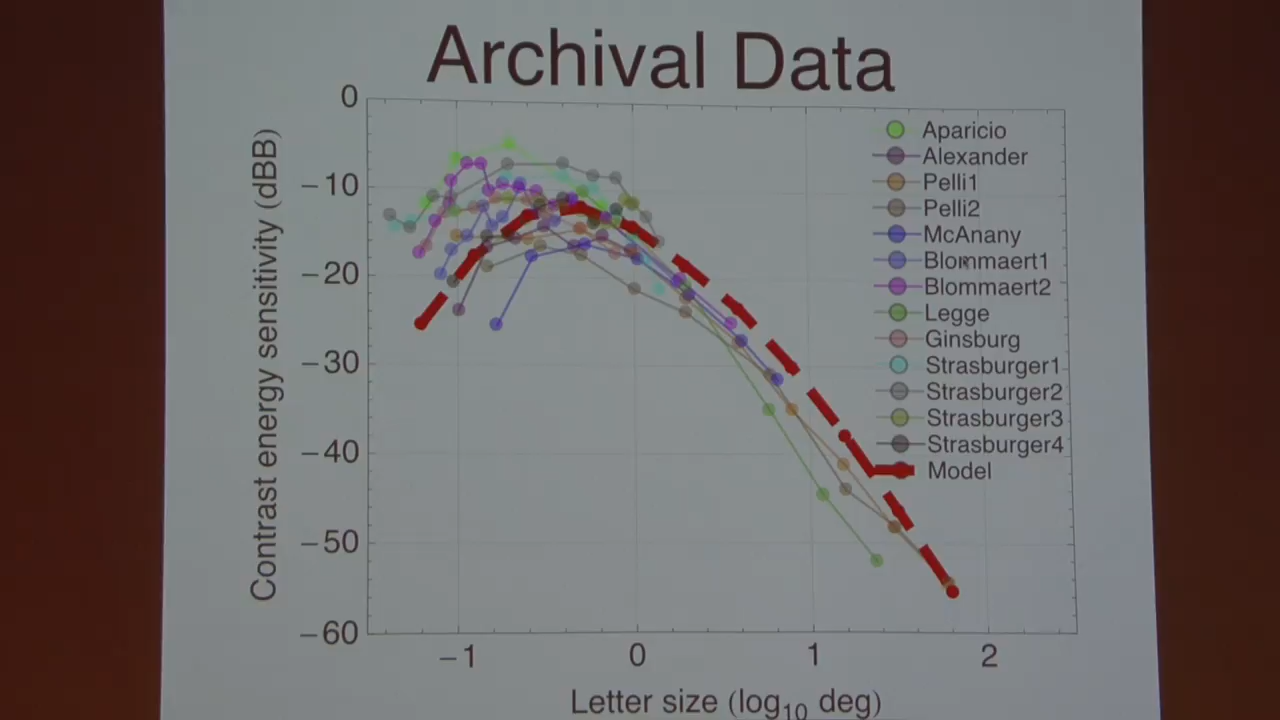 Archival Data
0
−10
−20
−30
−40
−50
−60
Contrast energy sensitivity (dBB)
Aparicio
Alexander
Pelli1
Pelli2
McAnany
Blommaert1
Blommaert2
Legge
Ginsburg
Strasburger1
Strasburger2
Strasburger3
Strasburger4
Model
−1
0
1
2
Letter size (log10 deg)